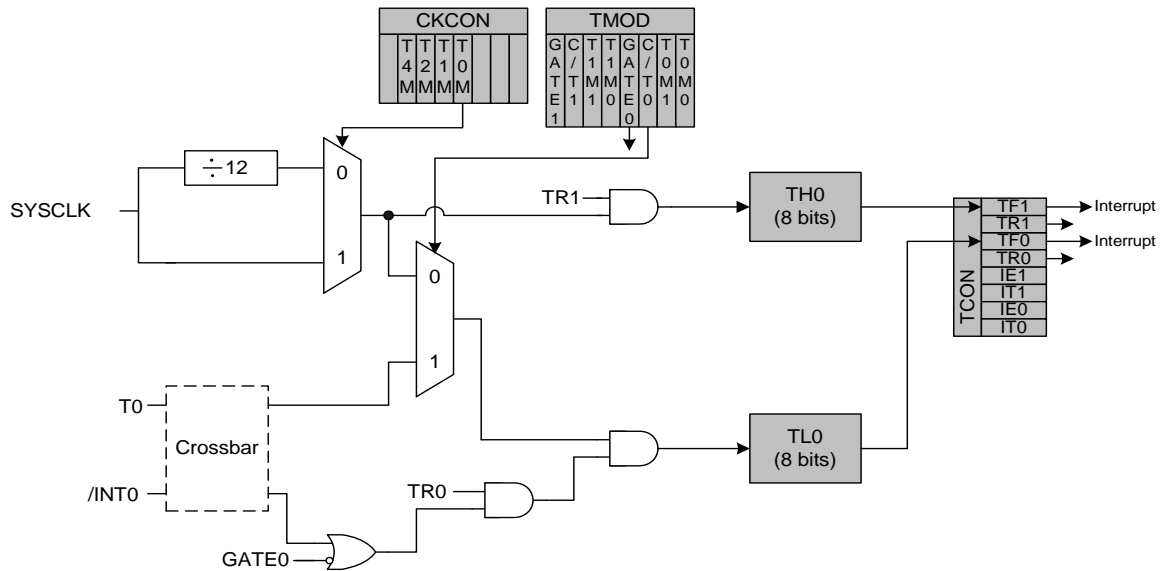 CKCON
T4M T2M T1M T0M
TMOD
GATE1 C/T1 T1M1 T1M0 GATE0 C/T0 T0M1 T0M0
÷12
0
SYSCLK
1
TR1
TH0
(8 bits)
TF1
Interrupt
TR1
TF0
Interrupt
TR0
IE1
IT1
IE0
IT0
TCON
0
1
T0
Crossbar
/INT0
TR0
GATE0
TL0
(8 bits)